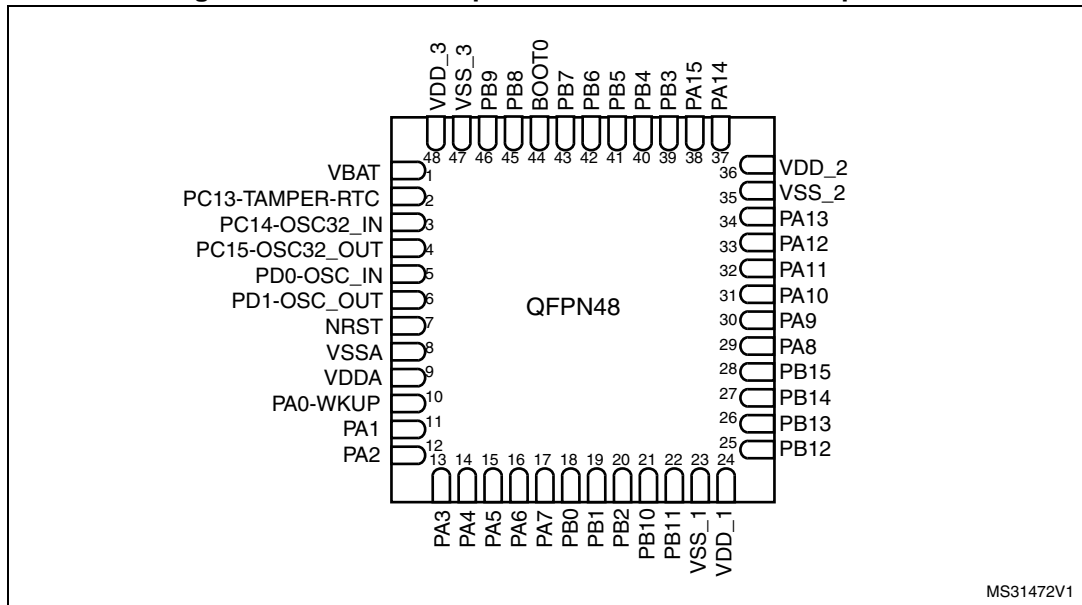 VDD_3
VSS_3
PB9
PB8
BOOT0
PB7
PB6
PB5
PB4
PB3
PA15
PA14
48 47 46 45 44 43 42 41 40 39 38 37
VBAT 1
PC13-TAMPER-RTC 2
PC14-OSC32_IN 3
PC15-OSC32_OUT 4
PD0-OSC_IN 5
PD1-OSC_OUT 6
NRST 7
VSSA 8
VDDA 9
PA0-WKUP 10
PA1 11
PA2 12
QFPN48
36 VDD_2
35 VSS_2
34 PA13
33 PA12
32 PA11
31 PA10
30 PA9
29 PA8
28 PB15
27 PB14
26 PB13
25 PB12
13 14 15 16 17 18 19 20 21 22 23 24
PA3
PA4
PA5
PA6
PA7
PB0
PB1
PB2
PB10
PB11
VSS_1
VDD_1
MS31472V1